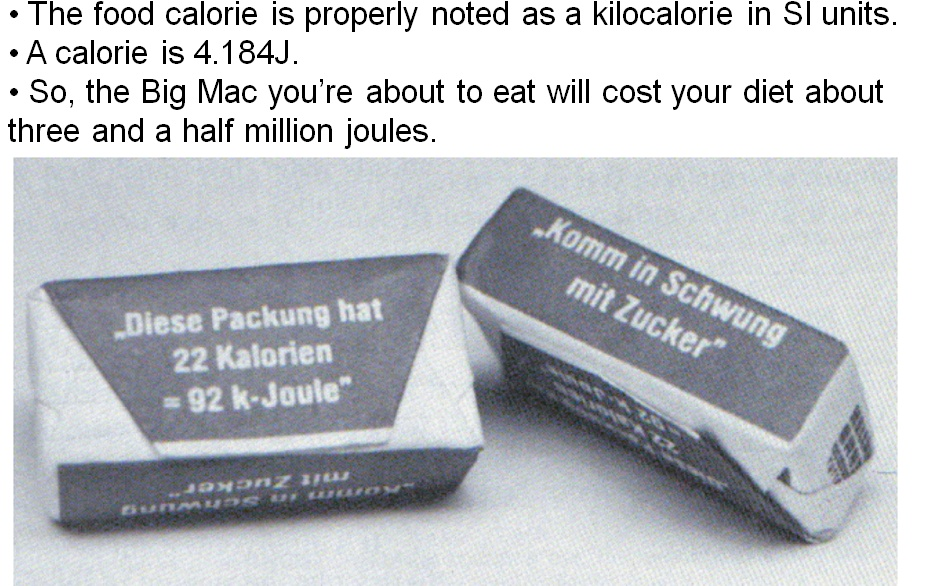 • The food calorie is properly noted as a kilocalorie in SI units.
• A calorie is 4.184J.
• So, the Big Mac you're about to eat will cost your diet about
three and a half million joules.
„Diese Packung hat
22 Kalorien
= 92 k-Joule"
„Komm in Schwung
mit Zucker"
„Komm in Schwung
mit Zucker"